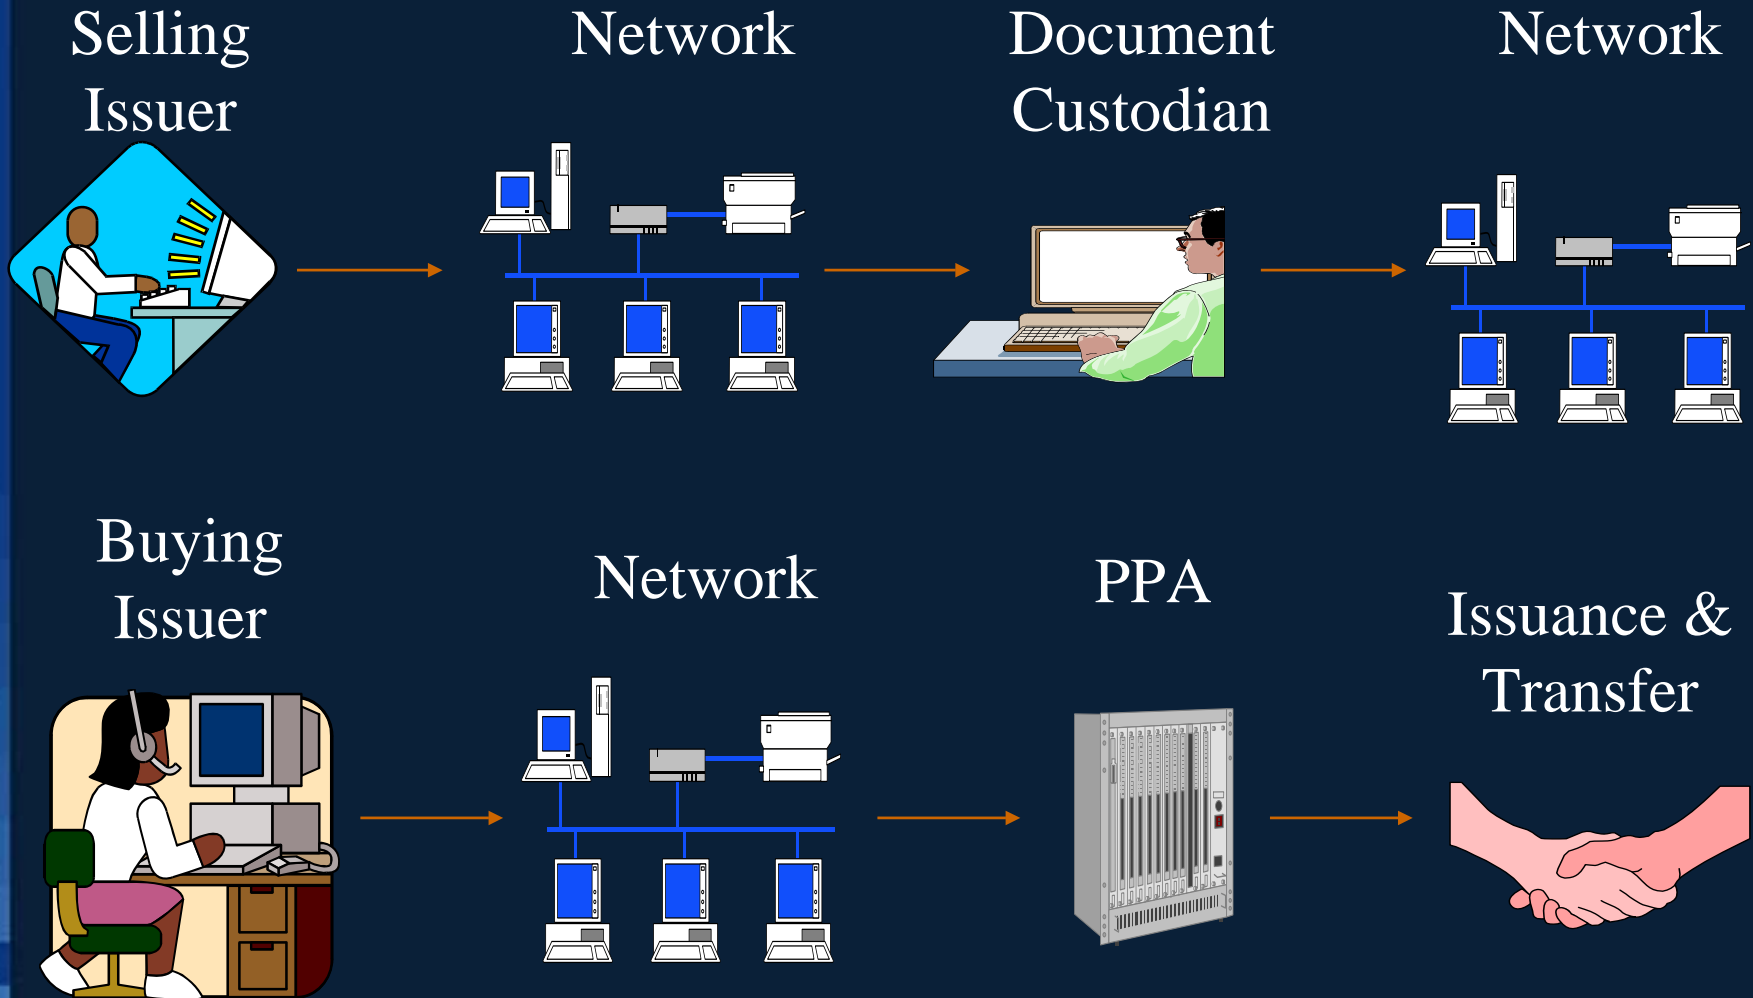 Selling
Issuer
Network
Document
Custodian
Network
Buying
Issuer
Network
PPA
Issuance &
Transfer